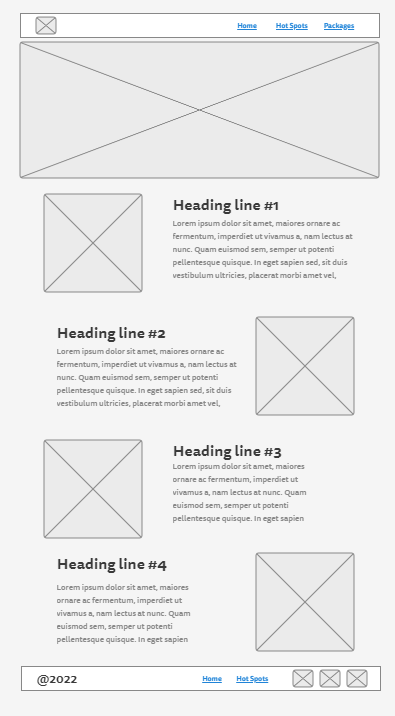 Home Hot Spots Packages
Heading line #1
Lorem ipsum dolor sit amet, maiores ornare ac
fermentum, imperdiet ut vivamus a, nam lectus at
nunc. Quam euismod sem, semper ut potenti
pellentesque quisque. In eget sapien sed, sit duis
vestibulum ultricies, placerat morbi amet vel,
Heading line #2
Lorem ipsum dolor sit amet, maiores ornare ac
fermentum, imperdiet ut vivamus a, nam lectus at
nunc. Quam euismod sem, semper ut potenti
pellentesque quisque. In eget sapien sed, sit duis
vestibulum ultricies, placerat morbi amet vel,
Heading line #3
Lorem ipsum dolor sit amet, maiores
ornare ac fermentum, imperdiet ut
vivamus a, nam lectus at nunc. Quam
euismod sem, semper ut potenti
pellentesque quisque. In eget sapien
Heading line #4
Lorem ipsum dolor sit amet, maiores
ornare ac fermentum, imperdiet ut
vivamus a, nam lectus at nunc. Quam
euismod sem, semper ut potenti
pellentesque quisque. In eget sapien
@2022 Home Hot Spots